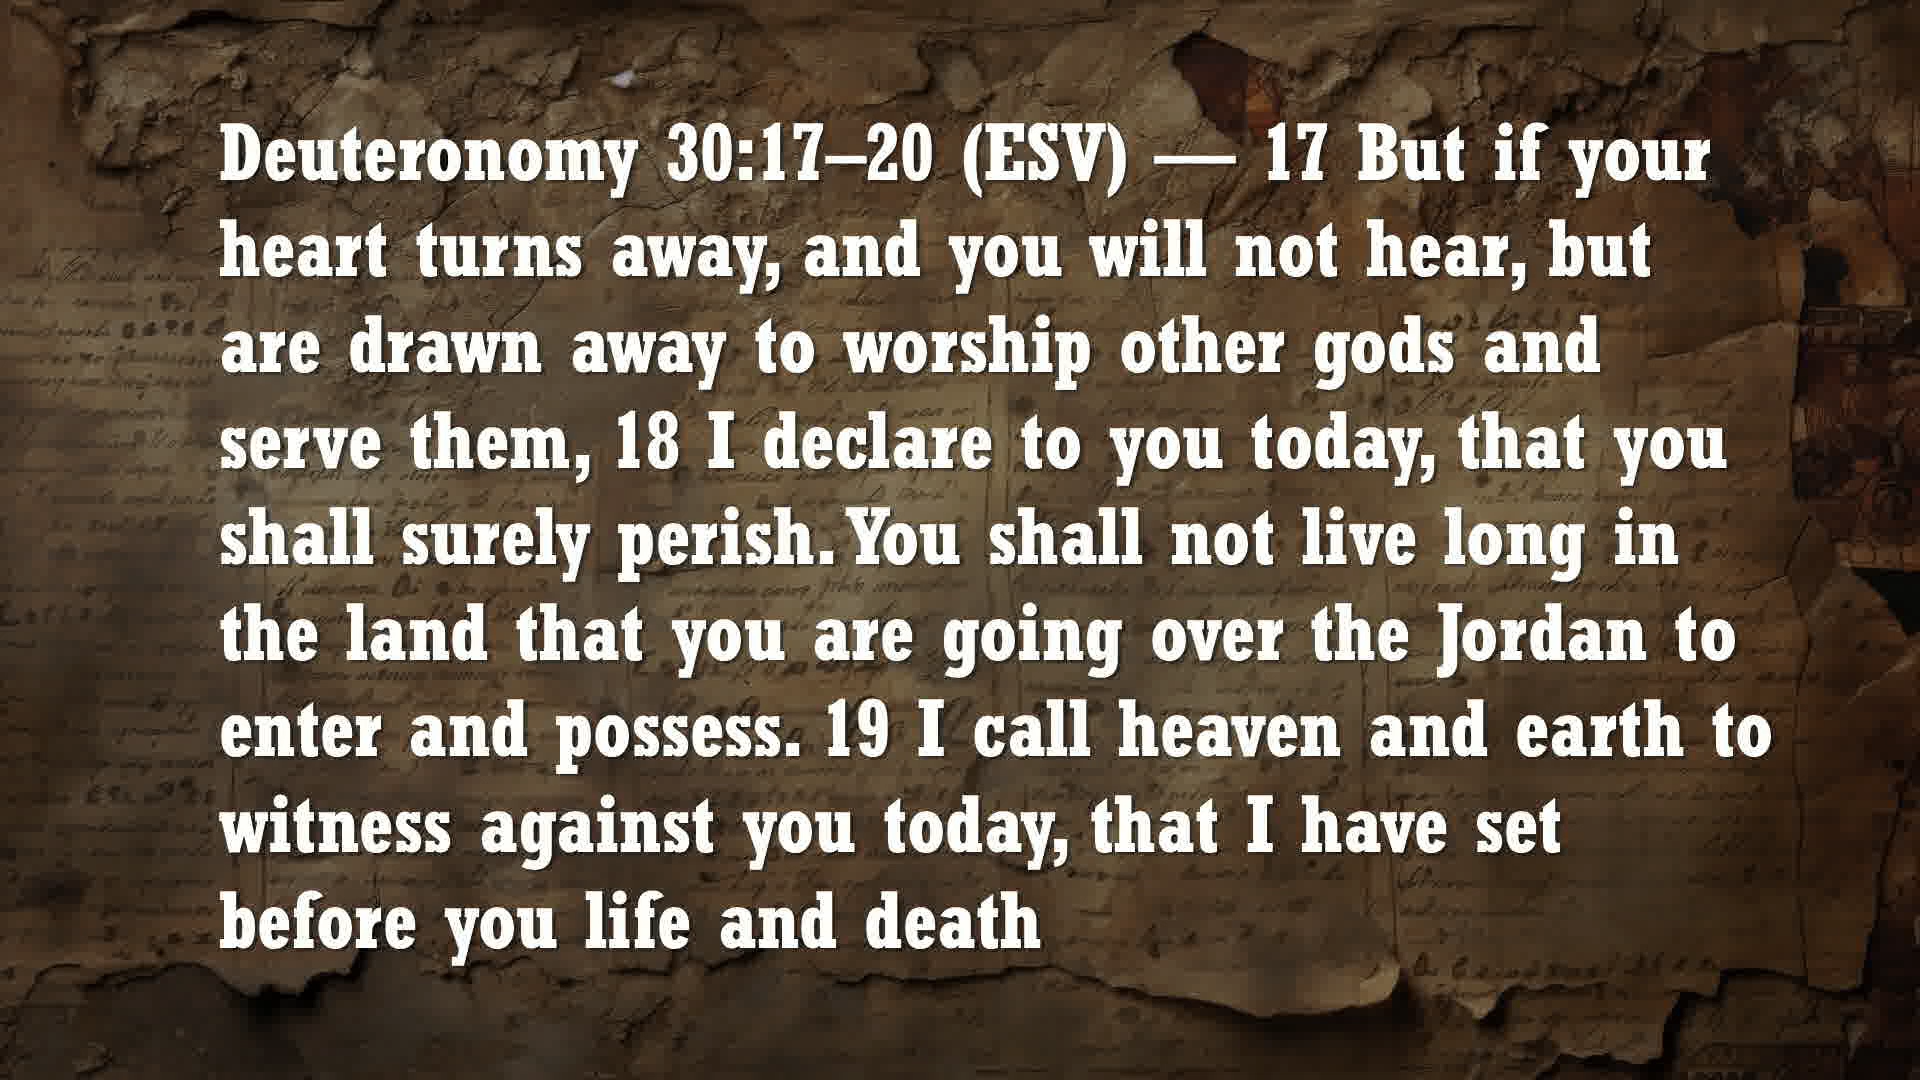 Deuteronomy 30:17–20 (ESV) — 17 But if your
heart turns away, and you will not hear, but
are drawn away to worship other gods and
serve them, 18 I declare to you today, that you
shall surely perish. You shall not live long in
the land that you are going over the Jordan to
enter and possess. 19 I call heaven and earth to
witness against you today, that I have set
before you life and death